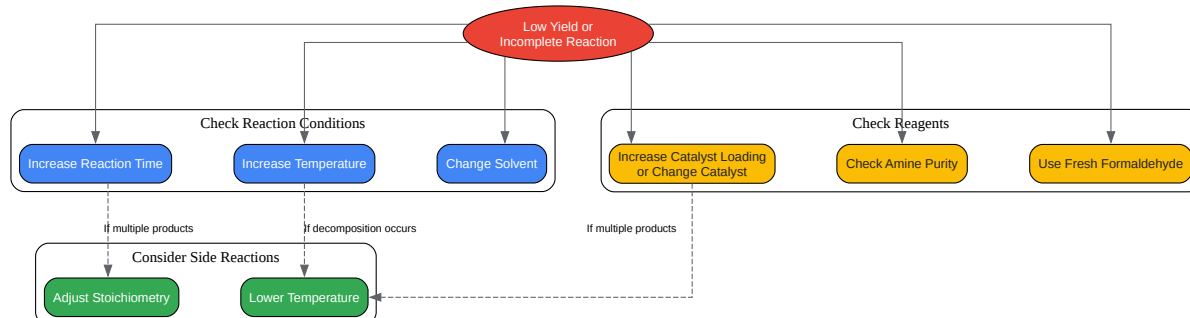 Low Yield or
Incomplete Reaction
Check Reaction Conditions
Check Reagents
Increase Reaction Time
Increase Temperature
Change Solvent
Increase Catalyst Loading
or Change Catalyst
Check Amine Purity
Use Fresh Formaldehyde
If multiple products
If decomposition occurs
If multiple products
Consider Side Reactions
Adjust Stoichiometry
Lower Temperature